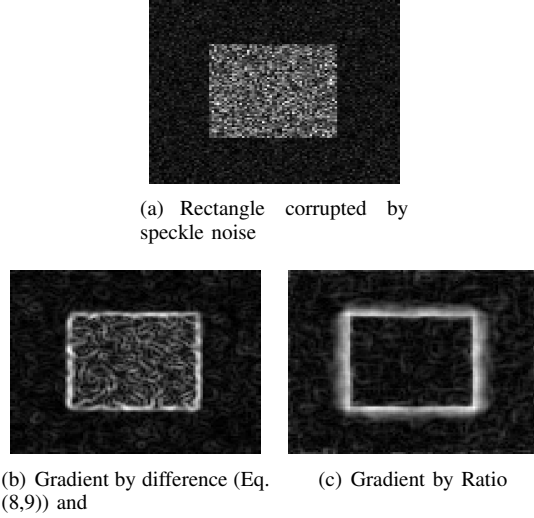 (a) Rectangle corrupted by
speckle noise
(b) Gradient by difference (Eq.
(8,9)) and
(c) Gradient by Ratio